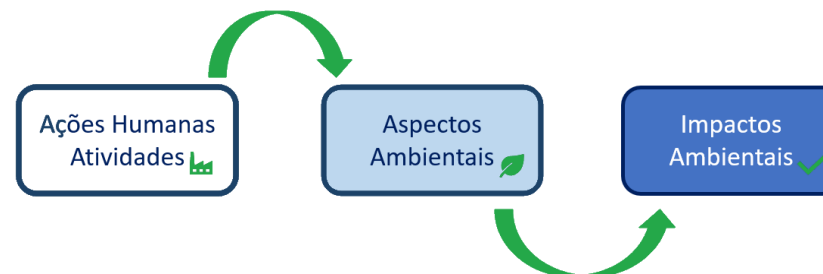 Ações Humanas
Atividades
Aspectos
Ambientais
Impactos
Ambientais